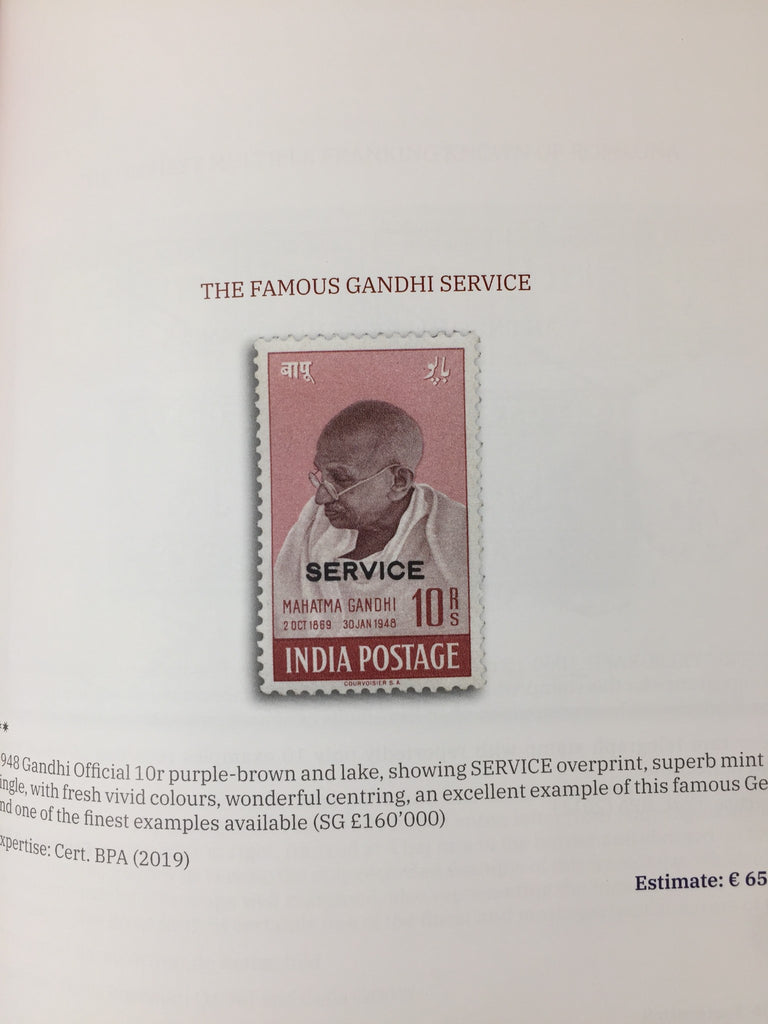 THE FAMOUS GANDHI SERVICE
बापू باپو
SERVICE
MAHATMA GANDHI 10 RS
2 OCT 1869 30 JAN 1948
INDIA POSTAGE
COURVOISIER S.A.
**
948 Gandhi Official 10r purple-brown and lake, showing SERVICE overprint, superb mint
ingle, with fresh vivid colours, wonderful centring, an excellent example of this famous Ge
nd one of the finest examples available (SG £160'000)
xpertise: Cert. BPA (2019)
Estimate: € 65